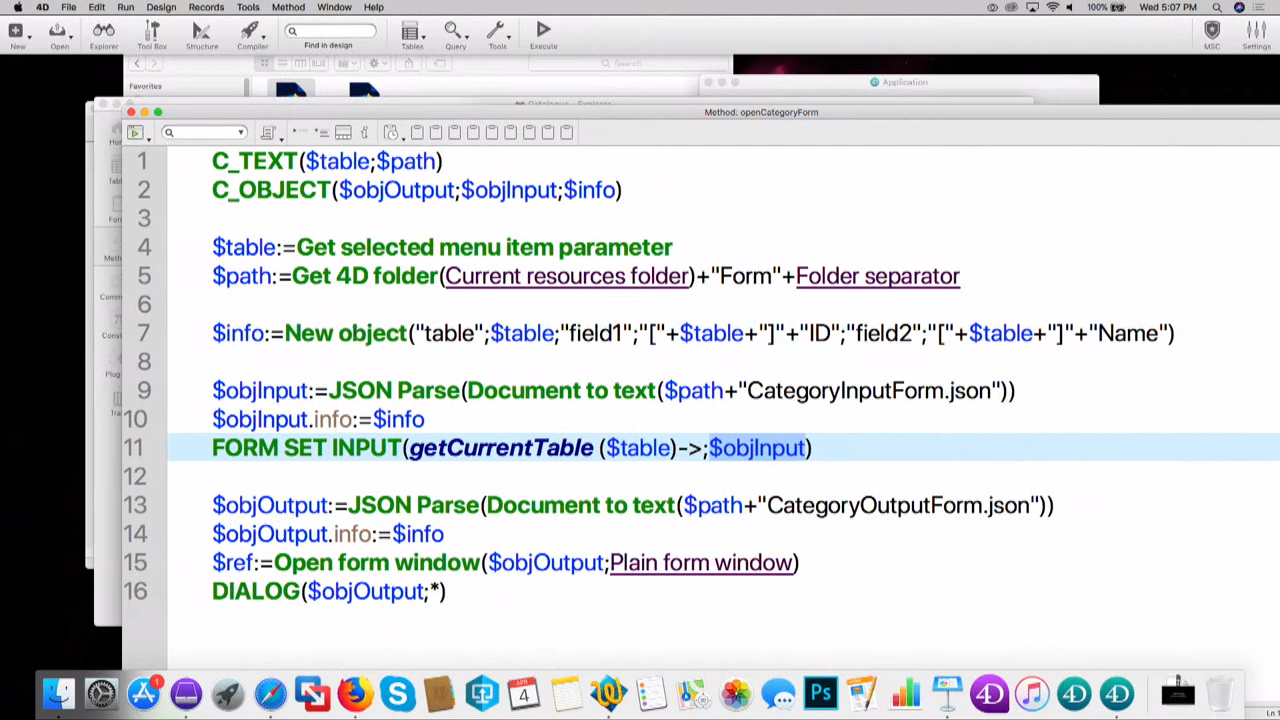 4D File Edit Run Design Records Tools Method Window Help 100% Wed 5:07 PM
New Open Explorer Tool Box Structure Compiler Find in design Tables Query Tools Execute MSC Settings
Search
Favorites
Application
Method: openCategoryForm
1 C_TEXT($table;$path)
2 C_OBJECT($objOutput;$objInput;$info)
3
4 $table:=Get selected menu item parameter
5 $path:=Get 4D folder(Current resources folder)+"Form"+Folder separator
6
7 $info:=New object("table";$table;"field1";"["+$table+"]"+"ID";"field2";"["+$table+"]"+"Name")
8
9 $objInput:=JSON Parse(Document to text($path+"CategoryInputForm.json"))
10 $objInput.info:=$info
11 FORM SET INPUT(getCurrentTable ($table)->;$objInput)
12
13 $objOutput:=JSON Parse(Document to text($path+"CategoryOutputForm.json"))
14 $objOutput.info:=$info
15 $ref:=Open form window($objOutput;Plain form window)
16 DIALOG($objOutput;*)
Ln 1